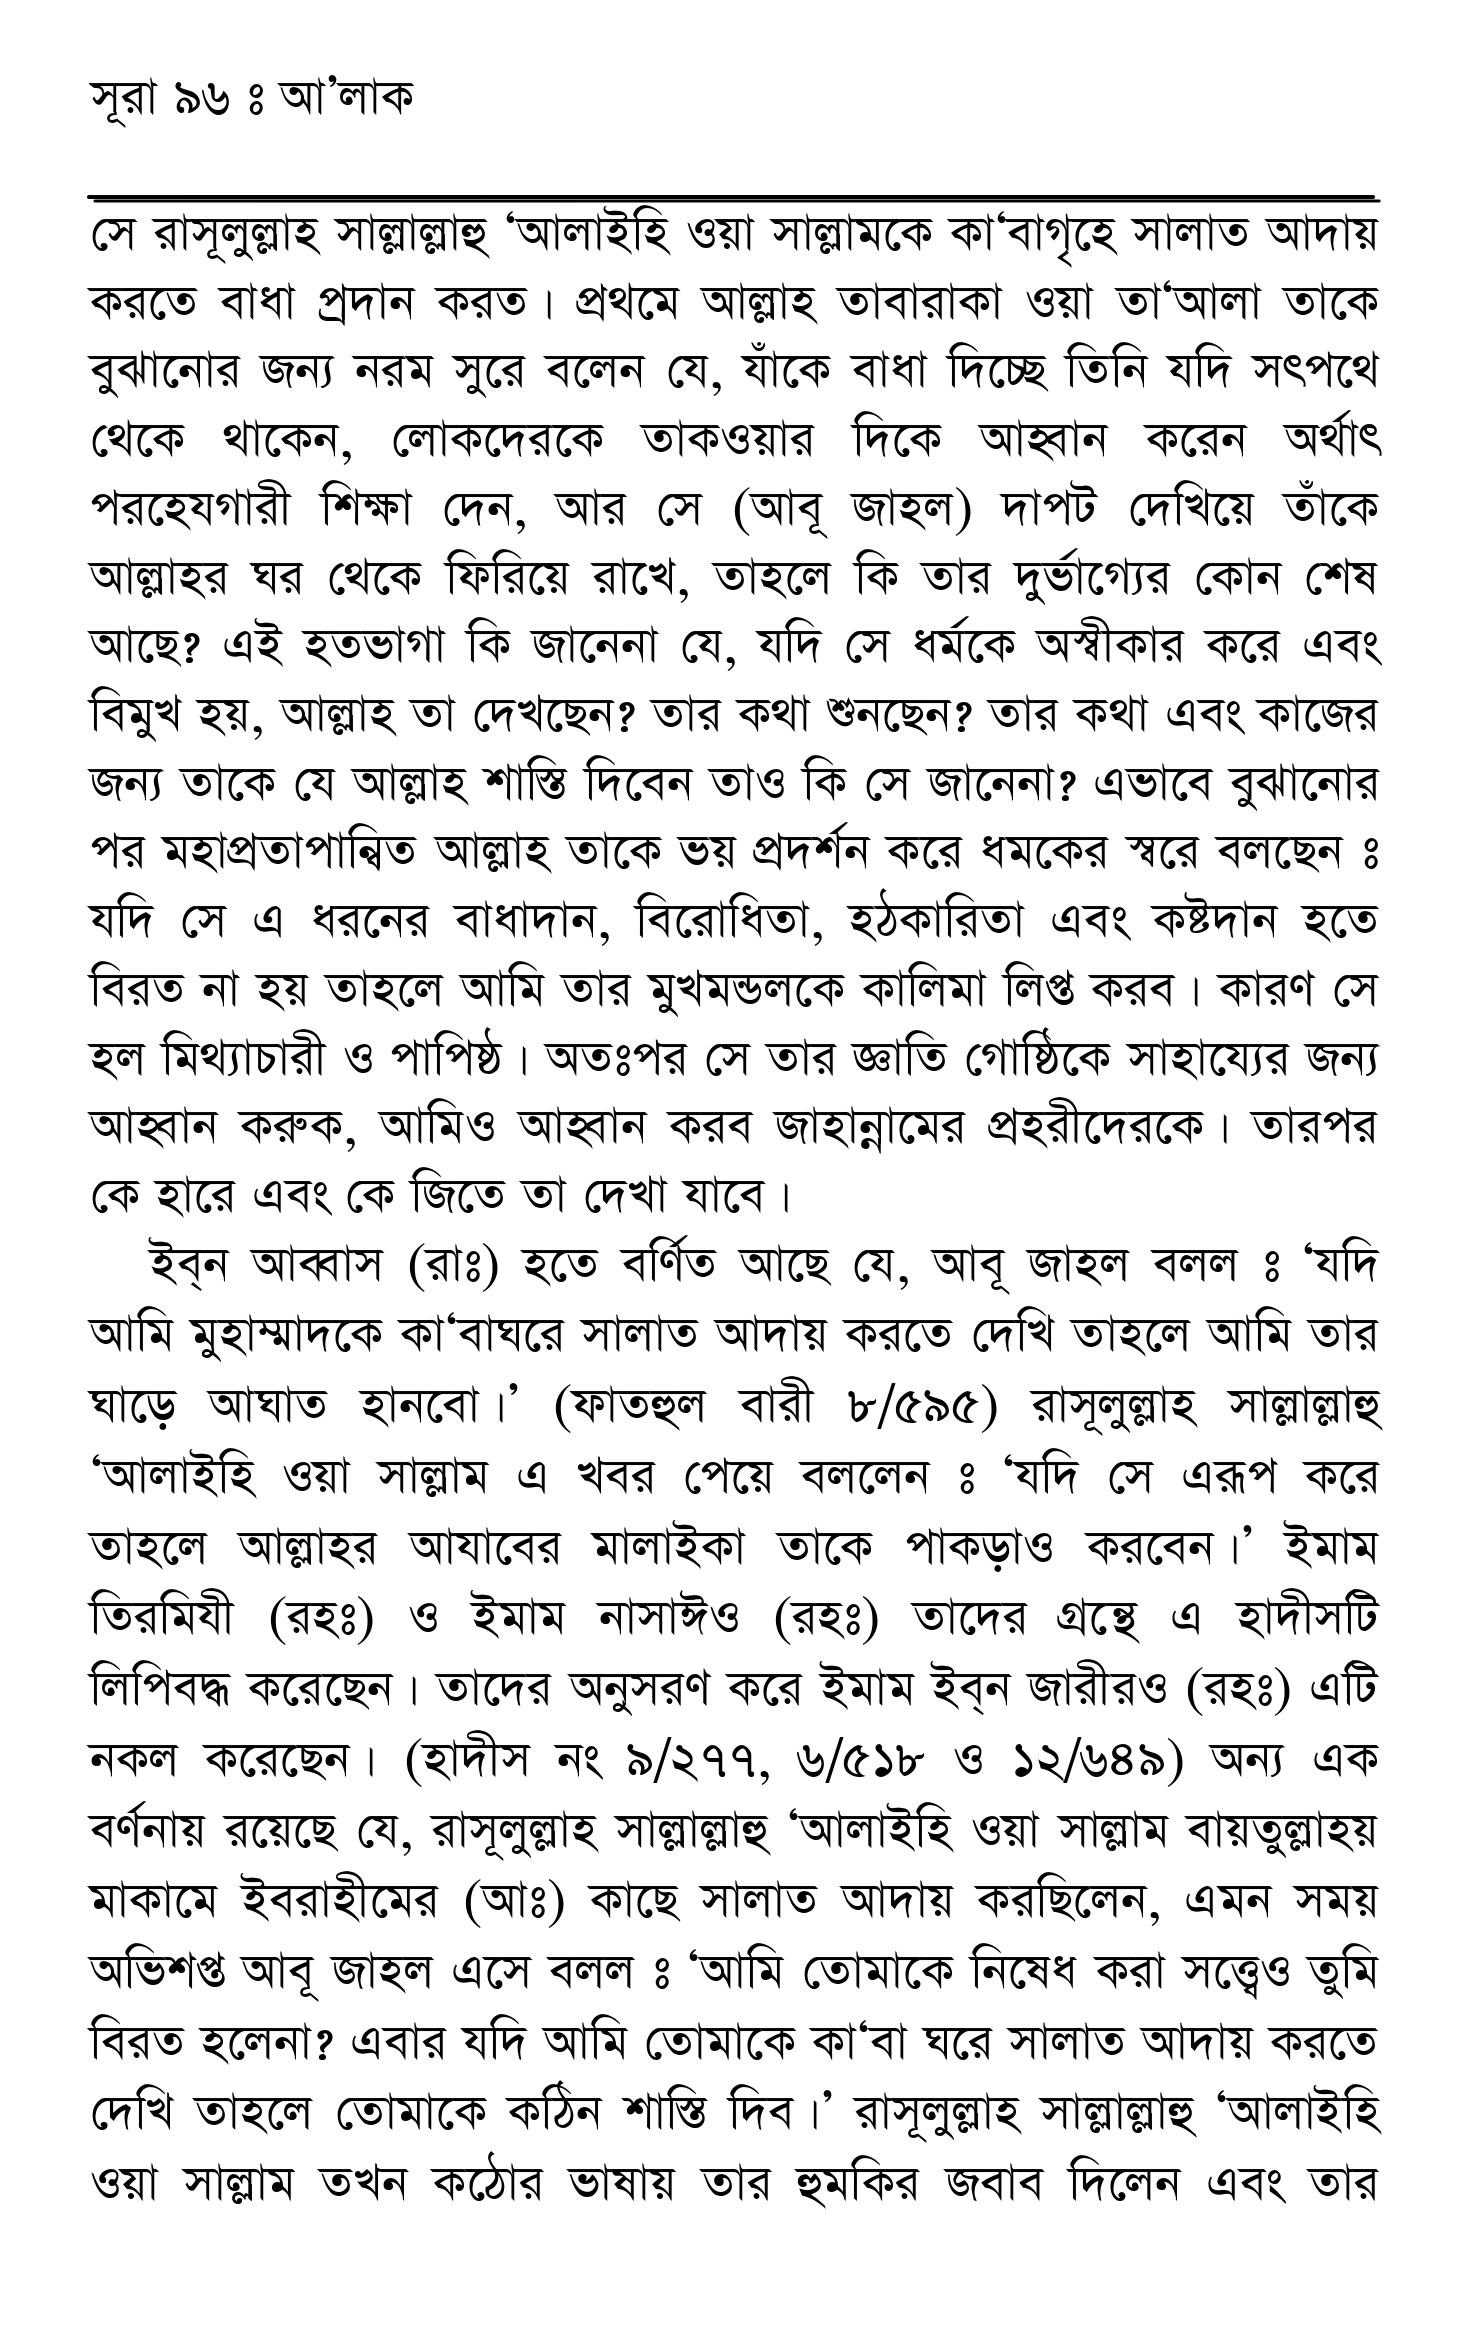 সূরা ৯৬ ঃ আ’লাক
সে রাসূলুল্লাহ সাল্লাল্লাহু ‘আলাইহি ওয়া সাল্লামকে কা‘বাগৃহে সালাত আদায়
করতে বাধা প্রদান করত। প্রথমে আল্লাহ তাবারাকা ওয়া তা‘আলা তাকে
বুঝানোর জন্য নরম সুরে বলেন যে, যাঁকে বাধা দিচ্ছে তিনি যদি সৎপথে
থেকে থাকেন, লোকদেরকে তাকওয়ার দিকে আহ্বান করেন অর্থাৎ
পরহেযগারী শিক্ষা দেন, আর সে (আবূ জাহল) দাপট দেখিয়ে তাঁকে
আল্লাহর ঘর থেকে ফিরিয়ে রাখে, তাহলে কি তার দুর্ভাগ্যের কোন শেষ
আছে? এই হতভাগা কি জানেনা যে, যদি সে ধর্মকে অস্বীকার করে এবং
বিমুখ হয়, আল্লাহ তা দেখছেন? তার কথা শুনছেন? তার কথা এবং কাজের
জন্য তাকে যে আল্লাহ শাস্তি দিবেন তাও কি সে জানেনা? এভাবে বুঝানোর
পর মহাপ্রতাপান্বিত আল্লাহ তাকে ভয় প্রদর্শন করে ধমকের স্বরে বলছেন ঃ
যদি সে এ ধরনের বাধাদান, বিরোধিতা, হঠকারিতা এবং কষ্টদান হতে
বিরত না হয় তাহলে আমি তার মুখমন্ডলকে কালিমা লিপ্ত করব। কারণ সে
হল মিথ্যাচারী ও পাপিষ্ঠ। অতঃপর সে তার জ্ঞাতি গোষ্ঠিকে সাহায্যের জন্য
আহ্বান করুক, আমিও আহ্বান করব জাহান্নামের প্রহরীদেরকে। তারপর
কে হারে এবং কে জিতে তা দেখা যাবে।
ইব্‌ন আব্বাস (রাঃ) হতে বর্ণিত আছে যে, আবূ জাহল বলল ঃ ‘যদি
আমি মুহাম্মাদকে কা‘বাঘরে সালাত আদায় করতে দেখি তাহলে আমি তার
ঘাড়ে আঘাত হানবো।’ (ফাতহুল বারী ৮/৫৯৫) রাসূলুল্লাহ সাল্লাল্লাহু
‘আলাইহি ওয়া সাল্লাম এ খবর পেয়ে বললেন ঃ ‘যদি সে এরূপ করে
তাহলে আল্লাহর আযাবের মালাইকা তাকে পাকড়াও করবেন।’ ইমাম
তিরমিযী (রহঃ) ও ইমাম নাসাঈও (রহঃ) তাদের গ্রন্থে এ হাদীসটি
লিপিবদ্ধ করেছেন। তাদের অনুসরণ করে ইমাম ইব্‌ন জারীরও (রহঃ) এটি
নকল করেছেন। (হাদীস নং ৯/২৭৭, ৬/৫১৮ ও ১২/৬৪৯) অন্য এক
বর্ণনায় রয়েছে যে, রাসূলুল্লাহ সাল্লাল্লাহু ‘আলাইহি ওয়া সাল্লাম বায়তুল্লাহয়
মাকামে ইবরাহীমের (আঃ) কাছে সালাত আদায় করছিলেন, এমন সময়
অভিশপ্ত আবূ জাহল এসে বলল ঃ ‘আমি তোমাকে নিষেধ করা সত্ত্বেও তুমি
বিরত হলেনা? এবার যদি আমি তোমাকে কা‘বা ঘরে সালাত আদায় করতে
দেখি তাহলে তোমাকে কঠিন শাস্তি দিব।’ রাসূলুল্লাহ সাল্লাল্লাহু ‘আলাইহি
ওয়া সাল্লাম তখন কঠোর ভাষায় তার হুমকির জবাব দিলেন এবং তার